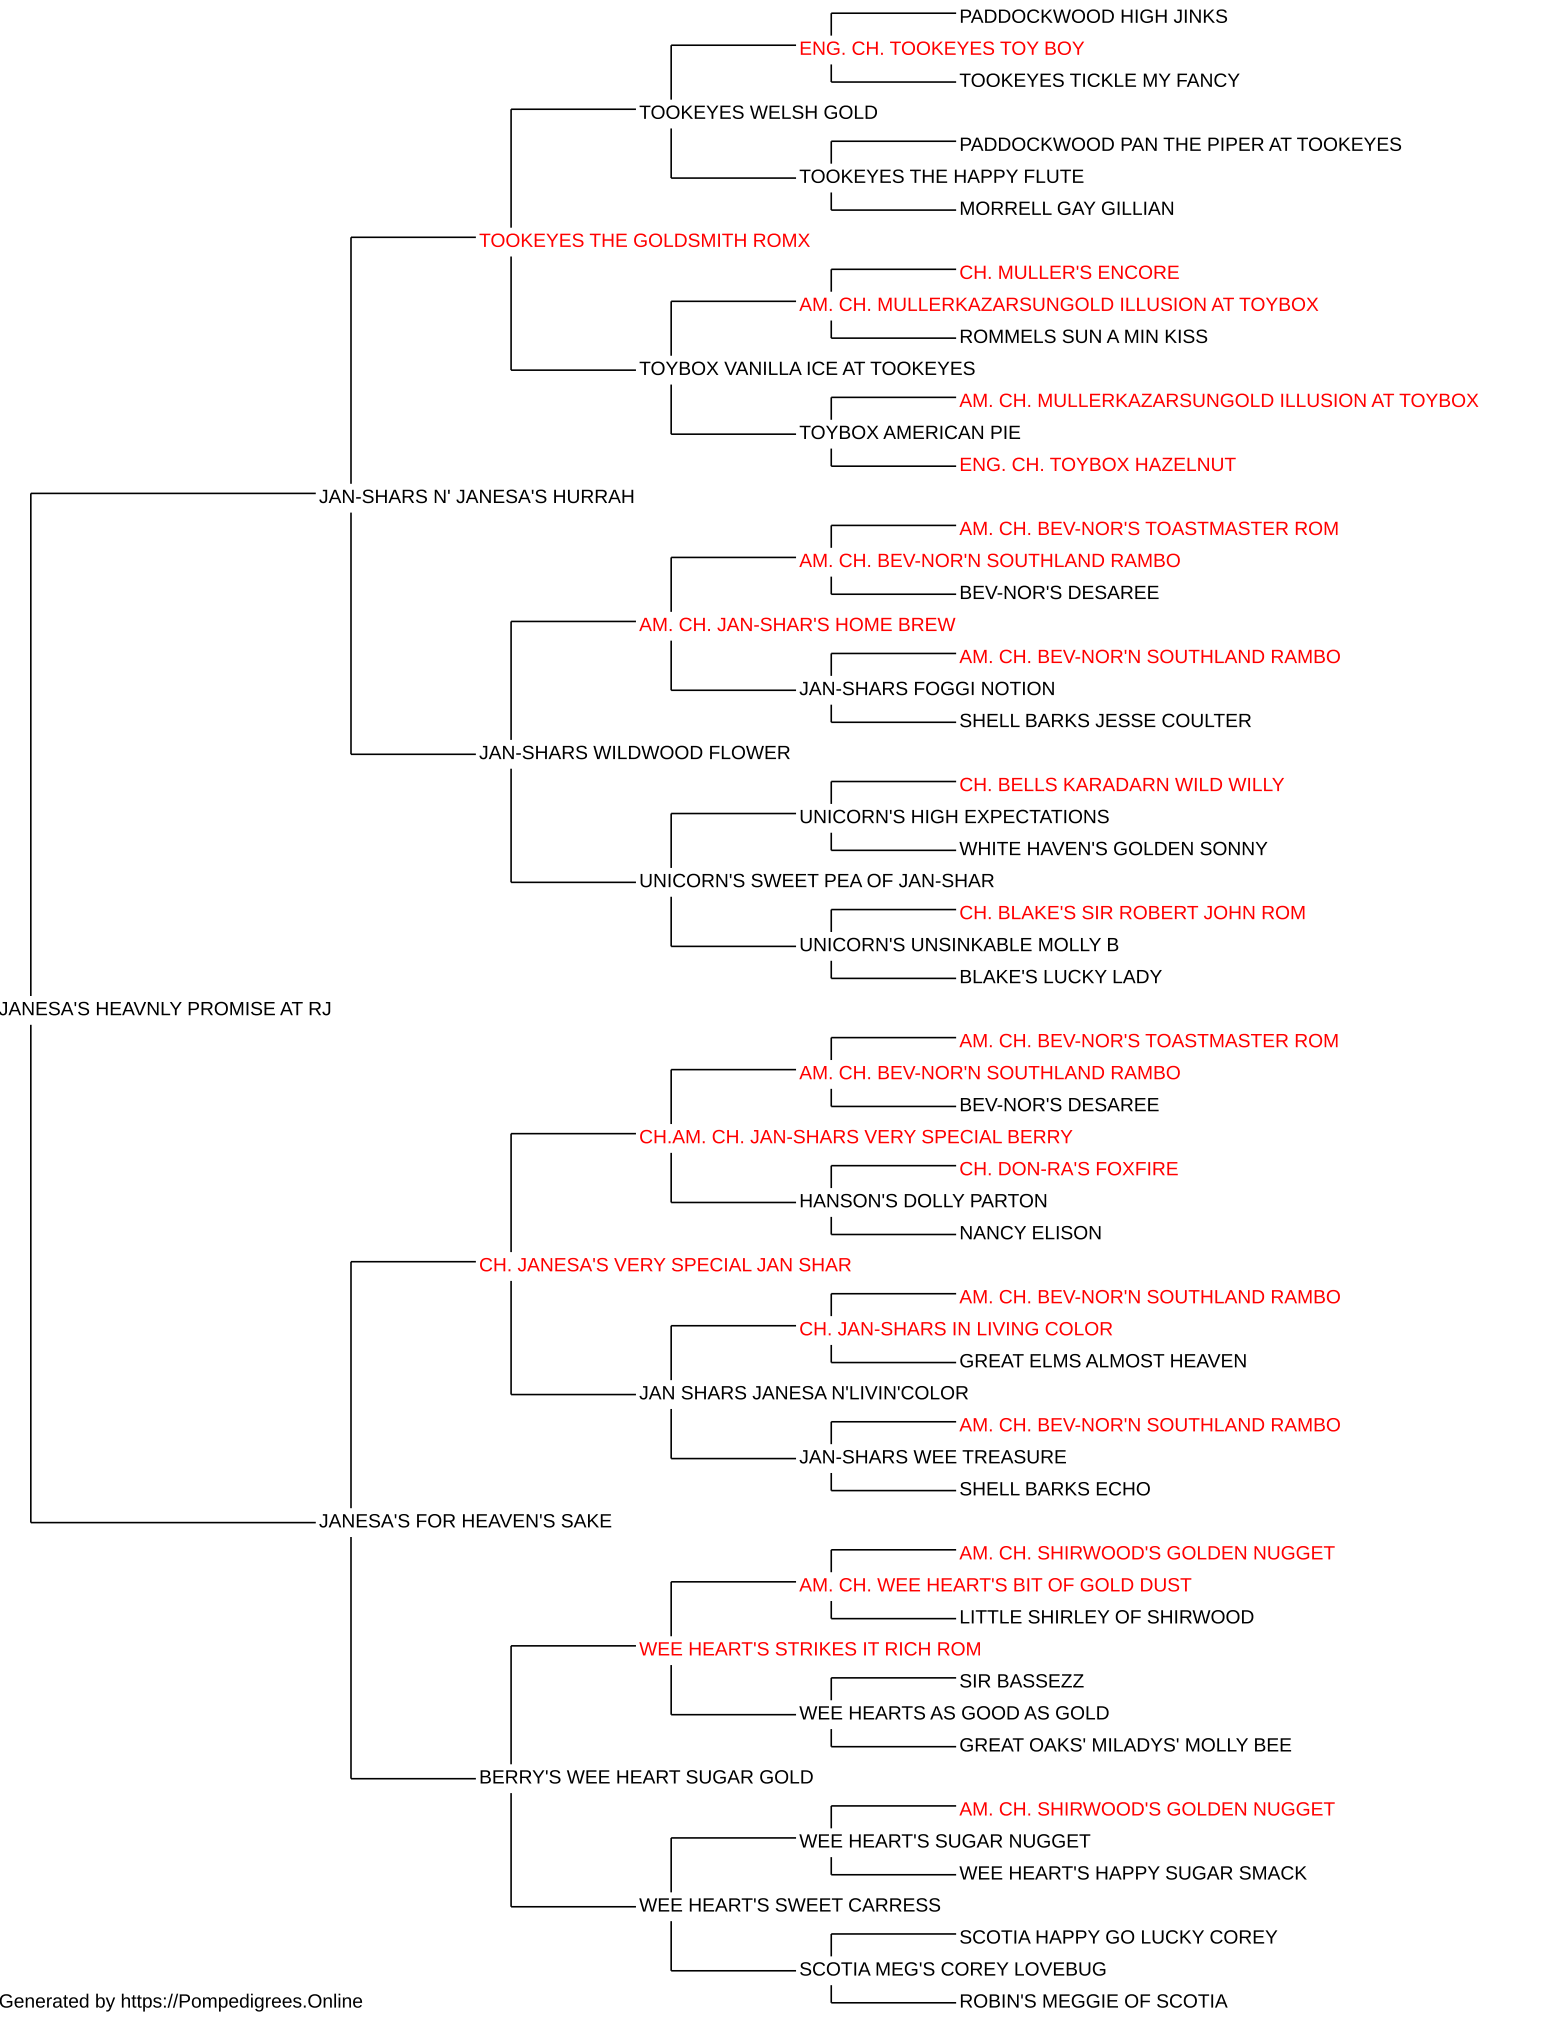 PADDOCKWOOD HIGH JINKS
ENG. CH. TOOKEYES TOY BOY
TOOKEYES TICKLE MY FANCY
TOOKEYES WELSH GOLD
PADDOCKWOOD PAN THE PIPER AT TOOKEYES
TOOKEYES THE HAPPY FLUTE
MORRELL GAY GILLIAN
TOOKEYES THE GOLDSMITH ROMX
CH. MULLER'S ENCORE
AM. CH. MULLERKAZARSUNGOLD ILLUSION AT TOYBOX
ROMMELS SUN A MIN KISS
TOYBOX VANILLA ICE AT TOOKEYES
AM. CH. MULLERKAZARSUNGOLD ILLUSION AT TOYBOX
TOYBOX AMERICAN PIE
ENG. CH. TOYBOX HAZELNUT
JAN-SHARS N' JANESA'S HURRAH
AM. CH. BEV-NOR'S TOASTMASTER ROM
AM. CH. BEV-NOR'N SOUTHLAND RAMBO
BEV-NOR'S DESAREE
AM. CH. JAN-SHAR'S HOME BREW
AM. CH. BEV-NOR'N SOUTHLAND RAMBO
JAN-SHARS FOGGI NOTION
SHELL BARKS JESSE COULTER
JAN-SHARS WILDWOOD FLOWER
CH. BELLS KARADARN WILD WILLY
UNICORN'S HIGH EXPECTATIONS
WHITE HAVEN'S GOLDEN SONNY
UNICORN'S SWEET PEA OF JAN-SHAR
CH. BLAKE'S SIR ROBERT JOHN ROM
UNICORN'S UNSINKABLE MOLLY B
BLAKE'S LUCKY LADY
JANESA'S HEAVNLY PROMISE AT RJ
AM. CH. BEV-NOR'S TOASTMASTER ROM
AM. CH. BEV-NOR'N SOUTHLAND RAMBO
BEV-NOR'S DESAREE
CH.AM. CH. JAN-SHARS VERY SPECIAL BERRY
CH. DON-RA'S FOXFIRE
HANSON'S DOLLY PARTON
NANCY ELISON
CH. JANESA'S VERY SPECIAL JAN SHAR
AM. CH. BEV-NOR'N SOUTHLAND RAMBO
CH. JAN-SHARS IN LIVING COLOR
GREAT ELMS ALMOST HEAVEN
JAN SHARS JANESA N'LIVIN'COLOR
AM. CH. BEV-NOR'N SOUTHLAND RAMBO
JAN-SHARS WEE TREASURE
SHELL BARKS ECHO
JANESA'S FOR HEAVEN'S SAKE
AM. CH. SHIRWOOD'S GOLDEN NUGGET
AM. CH. WEE HEART'S BIT OF GOLD DUST
LITTLE SHIRLEY OF SHIRWOOD
WEE HEART'S STRIKES IT RICH ROM
SIR BASSEZZ
WEE HEARTS AS GOOD AS GOLD
GREAT OAKS' MILADYS' MOLLY BEE
BERRY'S WEE HEART SUGAR GOLD
AM. CH. SHIRWOOD'S GOLDEN NUGGET
WEE HEART'S SUGAR NUGGET
WEE HEART'S HAPPY SUGAR SMACK
WEE HEART'S SWEET CARRESS
SCOTIA HAPPY GO LUCKY COREY
SCOTIA MEG'S COREY LOVEBUG
ROBIN'S MEGGIE OF SCOTIA
Generated by https://Pompedigrees.Online